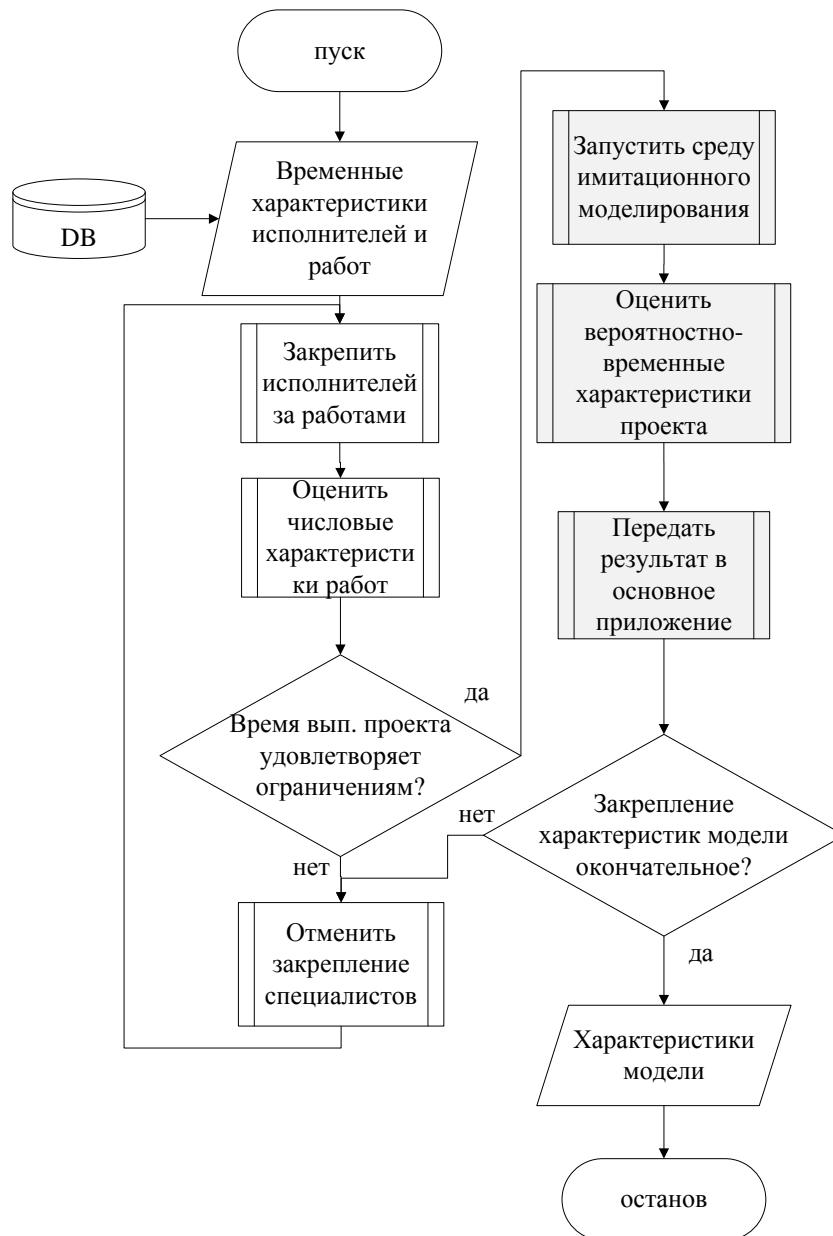 пуск
Временные
характеристики
исполнителей и
работ
DB
Закрепить
исполнителей
за работами
Оценить
числовые
характеристи
ки работ
да
Время вып. проекта
удовлетворяет
ограничениям?
нет
Отменить
закрепление
специалистов
Запустить среду
имитационного
моделирования
Оценить
вероятностно-
временные
характеристики
проекта
Передать
результат в
основное
приложение
нет
Закрепление
характеристик модели
окончательное?
да
Характеристики
модели
останов